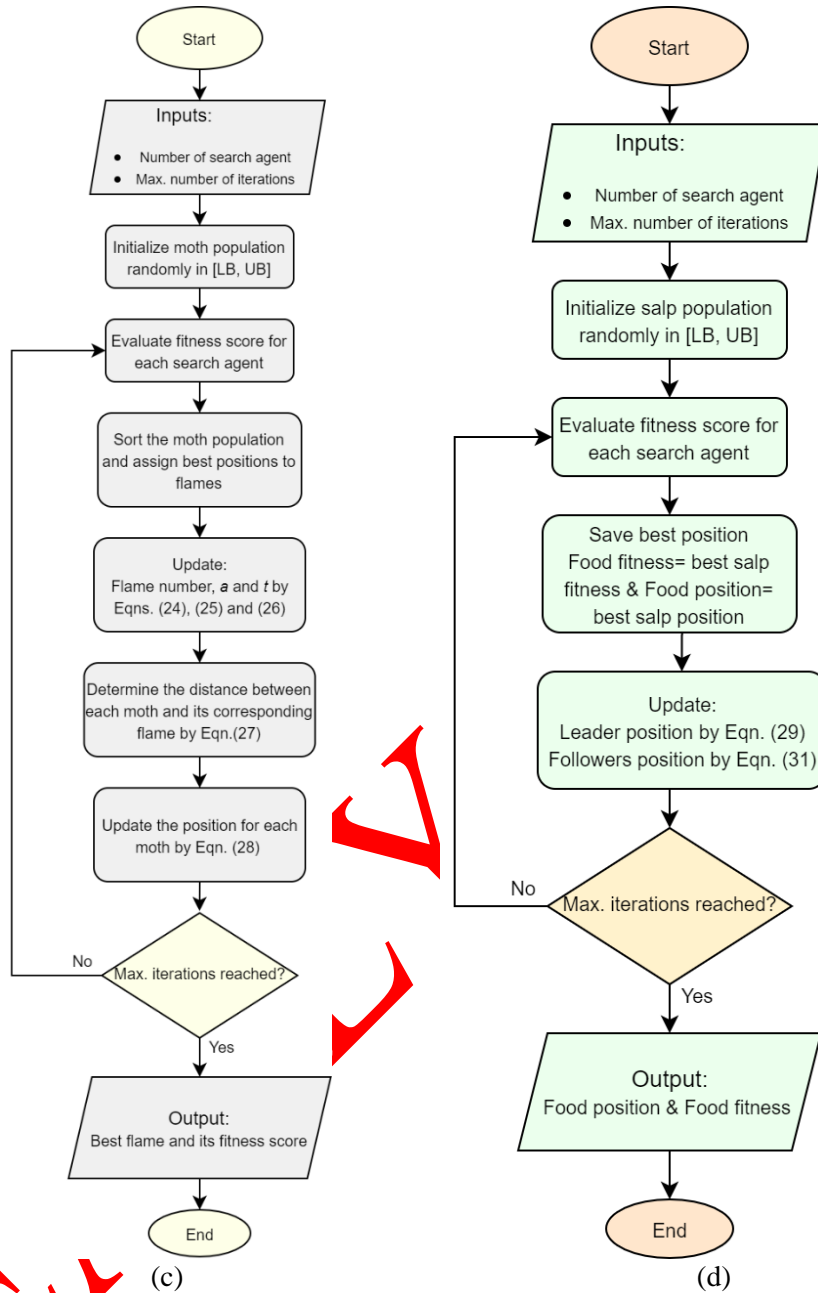 Start
Inputs:
• Number of search agent
• Max. number of iterations
Initialize moth population
randomly in [LB, UB]
Evaluate fitness score for
each search agent
Sort the moth population
and assign best positions to
flames
Update:
Flame number, a and t by
Eqns. (24), (25) and (26)
Determine the distance between
each moth and its corresponding
flame by Eqn.(27)
Update the position for each
moth by Eqn. (28)
No
Max. iterations reached?
Yes
Output:
Best flame and its fitness score
End
(c)
Start
Inputs:
• Number of search agent
• Max. number of iterations
Initialize salp population
randomly in [LB, UB]
Evaluate fitness score for
each search agent
Save best position
Food fitness= best salp
fitness & Food position=
best salp position
Update:
Leader position by Eqn. (29)
Followers position by Eqn. (31)
No
Max. iterations reached?
Yes
Output:
Food position & Food fitness
End
(d)